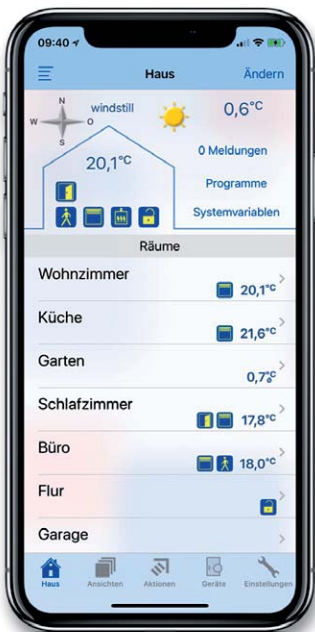 09:40
Haus
Ändern
N
W
O
S
windstill
0,6°C
20,1°C
0 Meldungen
Programme
Systemvariablen
Räume
Wohnzimmer
20,1°C
Küche
21,6°C
Garten
0,7°C
Schlafzimmer
17,8°C
Büro
18,0°C
Flur
Garage
Haus
Ansichten
Aktionen
Geräte
Einstellungen